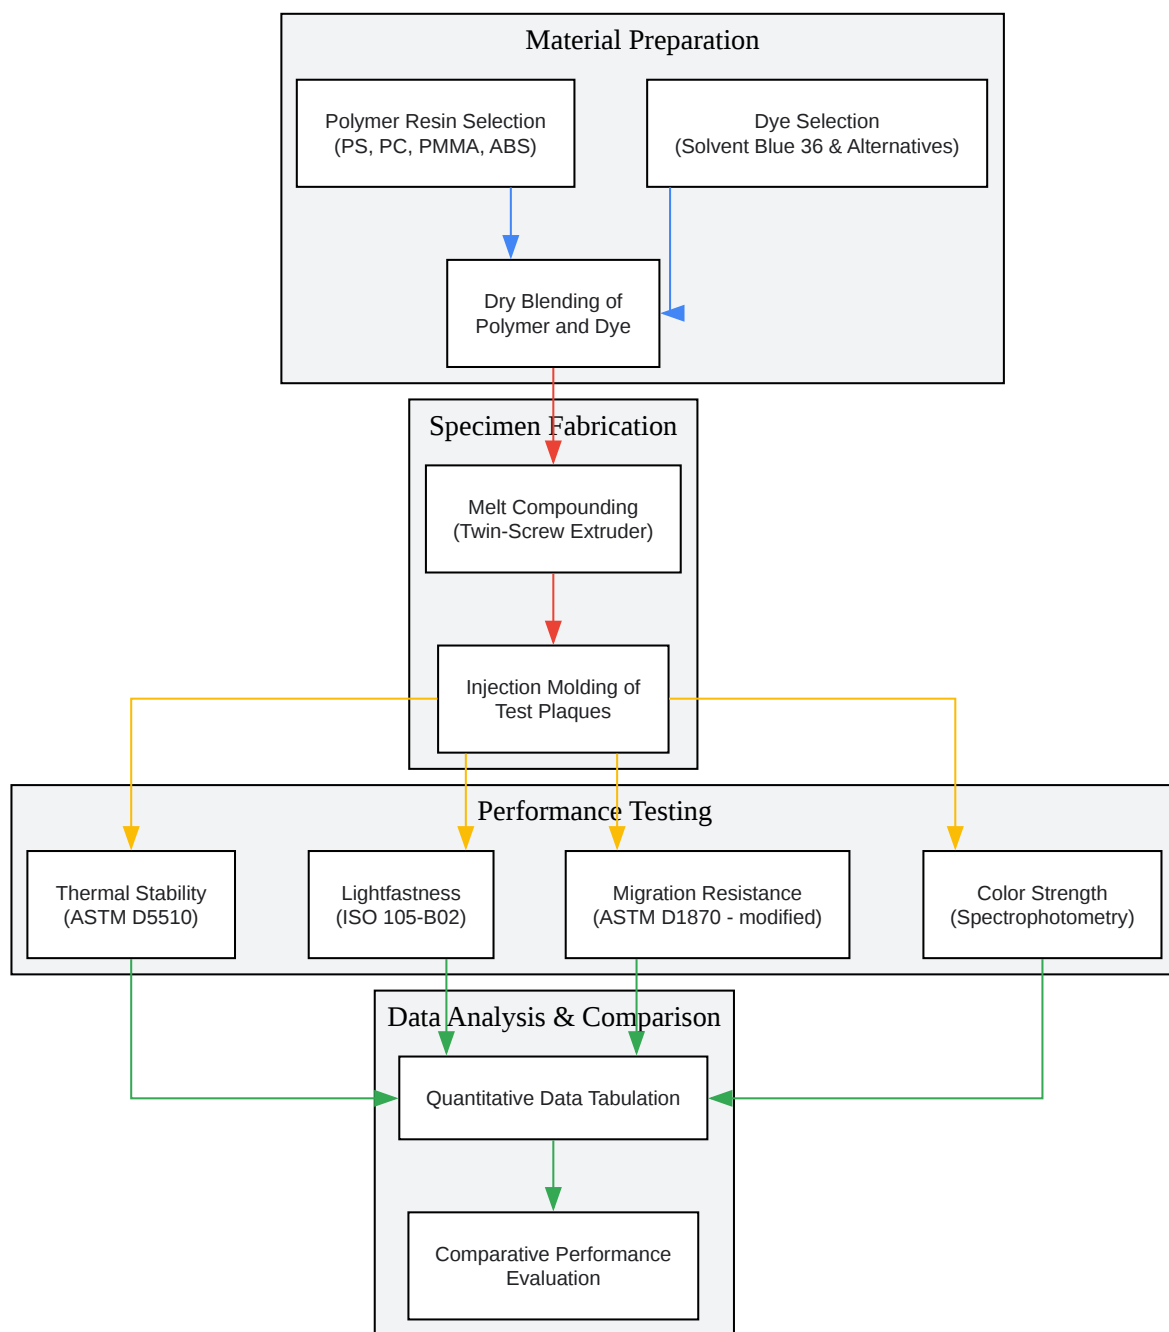 Material Preparation
Polymer Resin Selection
(PS, PC, PMMA, ABS)
Dye Selection
(Solvent Blue 36 & Alternatives)
Dry Blending of
Polymer and Dye
Specimen Fabrication
Melt Compounding
(Twin-Screw Extruder)
Injection Molding of
Test Plaques
Performance Testing
Thermal Stability
(ASTM D5510)
Lightfastness
(ISO 105-B02)
Migration Resistance
(ASTM D1870 - modified)
Color Strength
(Spectrophotometry)
Data Analysis & Comparison
Quantitative Data Tabulation
Comparative Performance
Evaluation